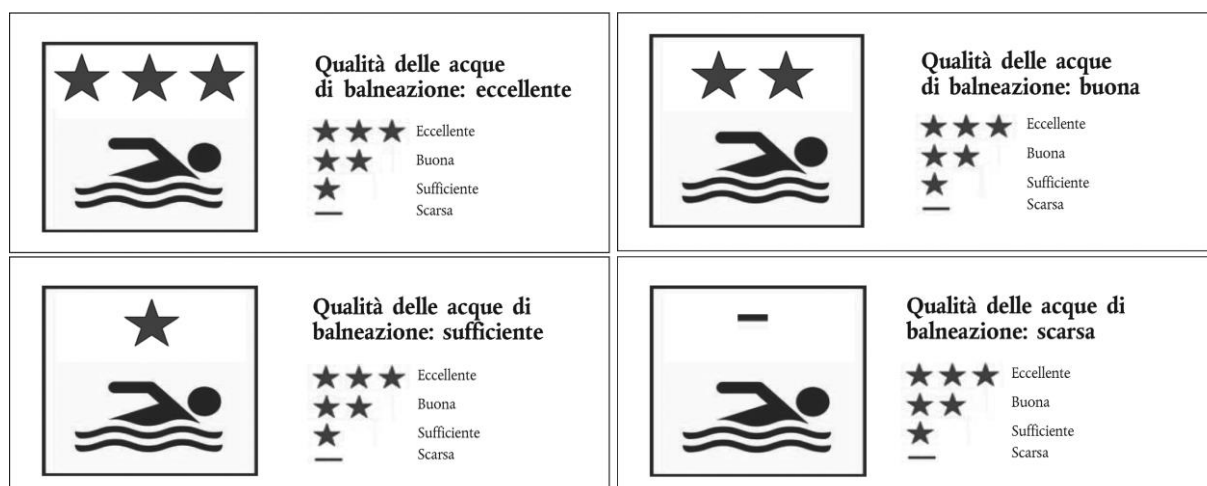 Qualità delle acque
di balneazione: eccellente
Eccellente
Buona
Sufficiente
Scarsa
Qualità delle acque
di balneazione: buona
Eccellente
Buona
Sufficiente
Scarsa
Qualità delle acque di
balneazione: sufficiente
Eccellente
Buona
Sufficiente
Scarsa
Qualità delle acque di
balneazione: scarsa
Eccellente
Buona
Sufficiente
Scarsa